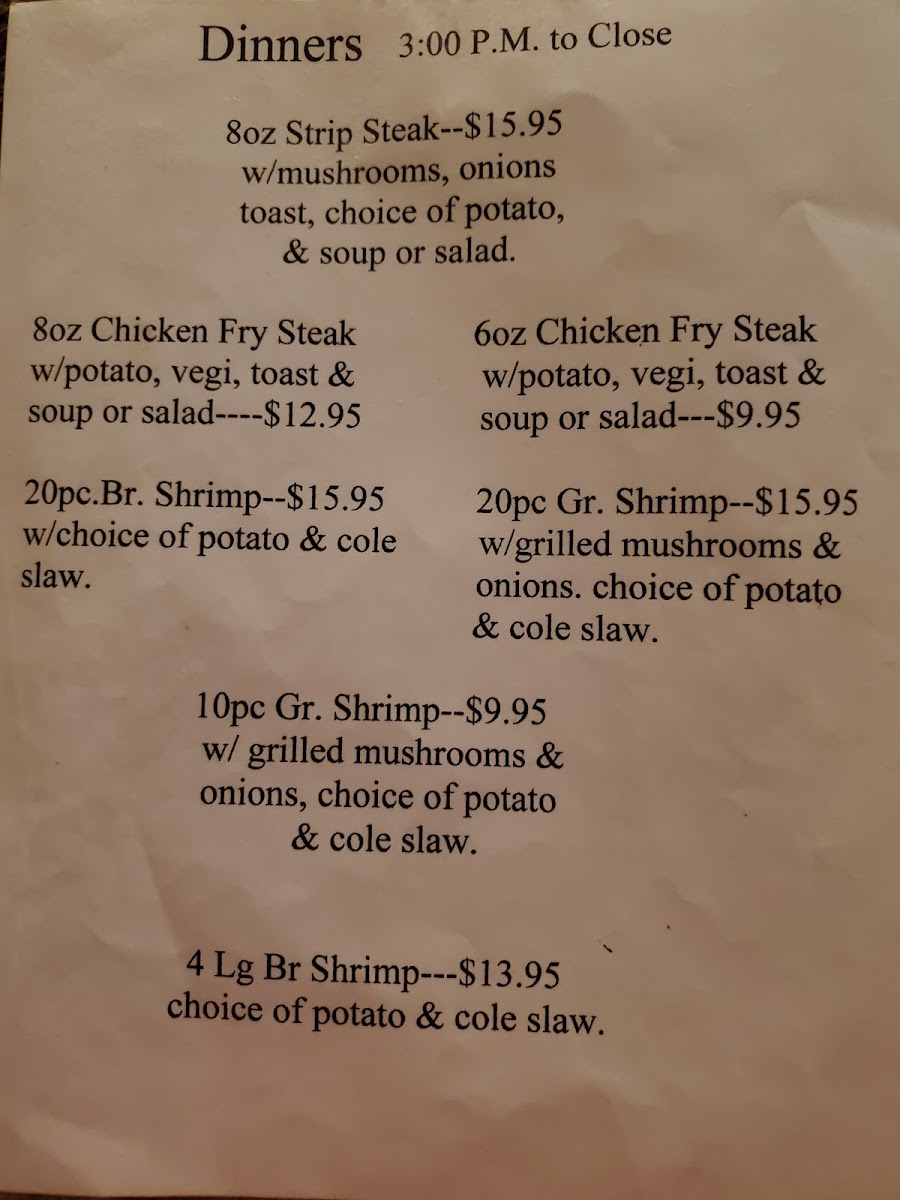 Dinners 3:00 P.M. to Close
8oz Strip Steak--$15.95
w/mushrooms, onions
toast, choice of potato,
& soup or salad.
8oz Chicken Fry Steak
w/potato, vegi, toast &
soup or salad----$12.95
6oz Chicken Fry Steak
w/potato, vegi, toast &
soup or salad---$9.95
20pc.Br. Shrimp--$15.95
w/choice of potato & cole
slaw.
20pc Gr. Shrimp--$15.95
w/grilled mushrooms &
onions. choice of potato
& cole slaw.
10pc Gr. Shrimp--$9.95
w/ grilled mushrooms &
onions, choice of potato
& cole slaw.
4 Lg Br Shrimp---$13.95
choice of potato & cole slaw.